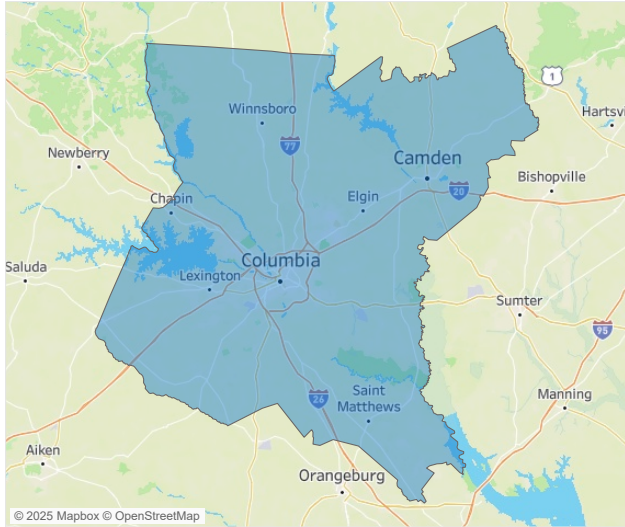 1
Hartsvi
Winnsboro
77
Newberry
Camden
Bishopville
20
Elgin
Chapin
Columbia
Saluda
Lexington
Sumter
95
26
Saint
Matthews
Manning
Aiken
Orangeburg
© 2025 Mapbox © OpenStreetMap